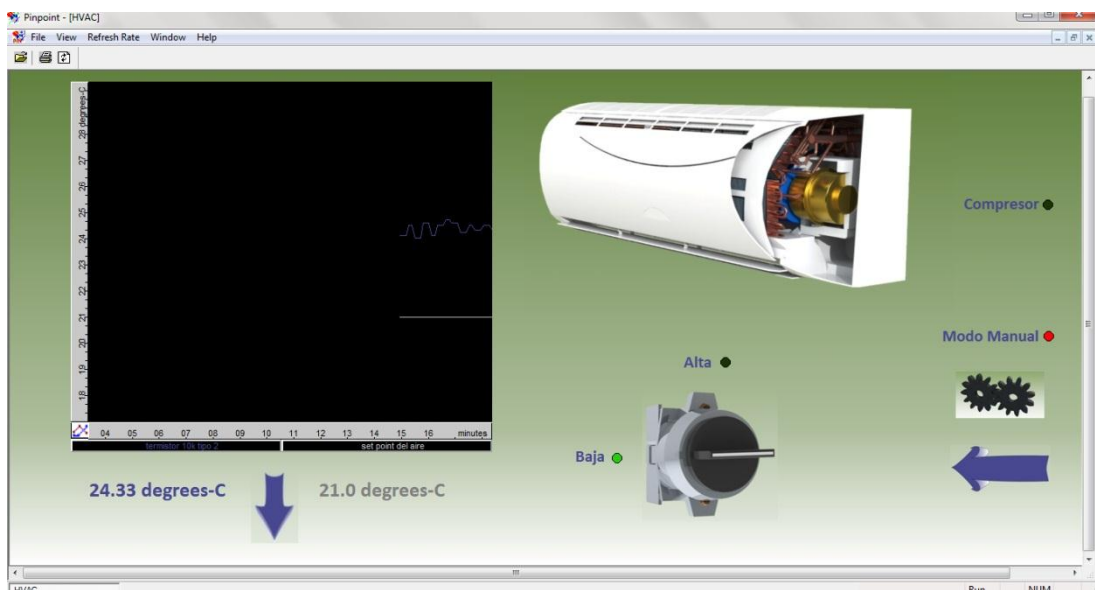 Pinpoint - [HVAC]
File View Refresh Rate Window Help
degrees-C
28
27
26
25
24
23
22
21
20
19
18
04 05 06 07 08 09 10 11 12 13 14 15 16 minutes
termistor 10k tipo 2 set point del aire
24.33 degrees-C 21.0 degrees-C
Compresor
Modo Manual
Alta
Baja
HVAC Run NUM